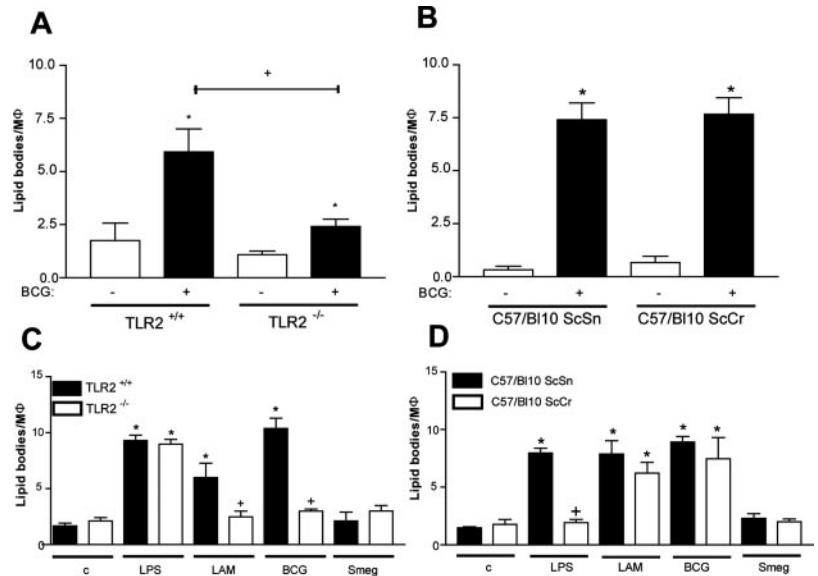 A
Lipid bodies/MΦ
10.0
7.5
5.0
2.5
0.0
*
+
*
BCG: - + - +
TLR2 +/+ TLR2 -/-
B
Lipid bodies/MΦ
10.0
7.5
5.0
2.5
0.0
* *
BCG: - + - +
C57/Bl10 ScSn C57/Bl10 ScCr
C
Lipid bodies/MΦ
15
10
5
0
TLR2 +/+
TLR2 -/-
* * * + * +
c LPS LAM BCG Smeg
D
Lipid bodies/MΦ
15
10
5
0
C57/Bl10 ScSn
C57/Bl10 ScCr
* + * * * *
c LPS LAM BCG Smeg